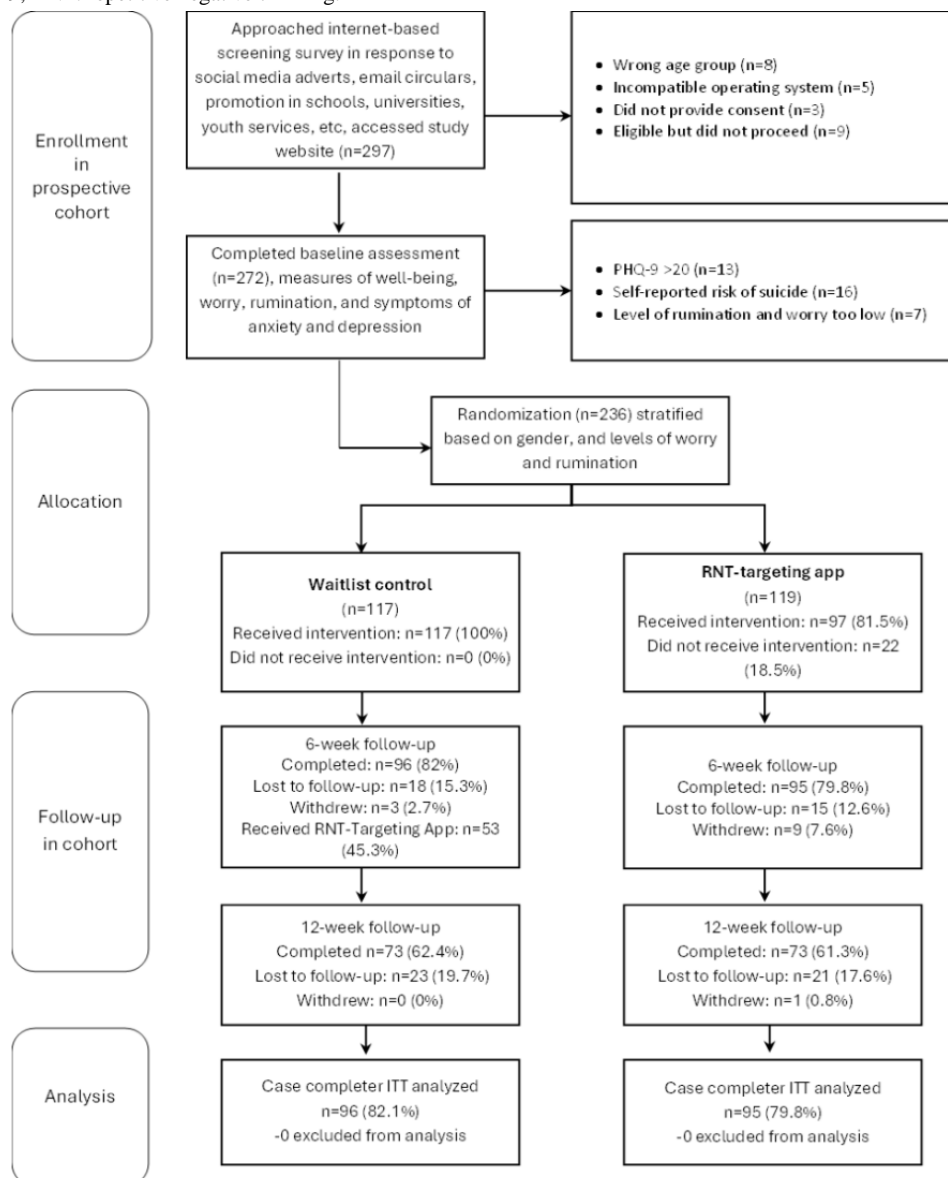 Approached internet-based
screening survey in response to
social media adverts, email circulars,
promotion in schools, universities,
youth services, etc, accessed study
website (n=297)
• Wrong age group (n=8)
• Incompatible operating system (n=5)
• Did not provide consent (n=3)
• Eligible but did not proceed (n=9)
Enrollment
in
prospective
cohort
Completed baseline assessment
(n=272), measures of well-being,
worry, rumination, and symptoms of
anxiety and depression
• PHQ-9 >20 (n=13)
• Self-reported risk of suicide (n=16)
• Level of rumination and worry too low (n=7)
Allocation
Randomization (n=236) stratified
based on gender, and levels of worry
and rumination
Waitlist control
(n=117)
Received intervention: n=117 (100%)
Did not receive intervention: n=0 (0%)
RNT-targeting app
(n=119)
Received intervention: n=97 (81.5%)
Did not receive intervention: n=22
(18.5%)
Follow-up
in cohort
6-week follow-up
Completed: n=96 (82%)
Lost to follow-up: n=18 (15.3%)
Withdrew: n=3 (2.7%)
Received RNT-Targeting App: n=53
(45.3%)
6-week follow-up
Completed: n=95 (79.8%)
Lost to follow-up: n=15 (12.6%)
Withdrew: n=9 (7.6%)
12-week follow-up
Completed n=73 (62.4%)
Lost to follow-up: n=23 (19.7%)
Withdrew: n=0 (0%)
12-week follow-up
Completed: n=73 (61.3%)
Lost to follow-up: n=21 (17.6%)
Withdrew: n=1 (0.8%)
Analysis
Case completer ITT analyzed
n=96 (82.1%)
-0 excluded from analysis
Case completer ITT analyzed
n=95 (79.8%)
-0 excluded from analysis